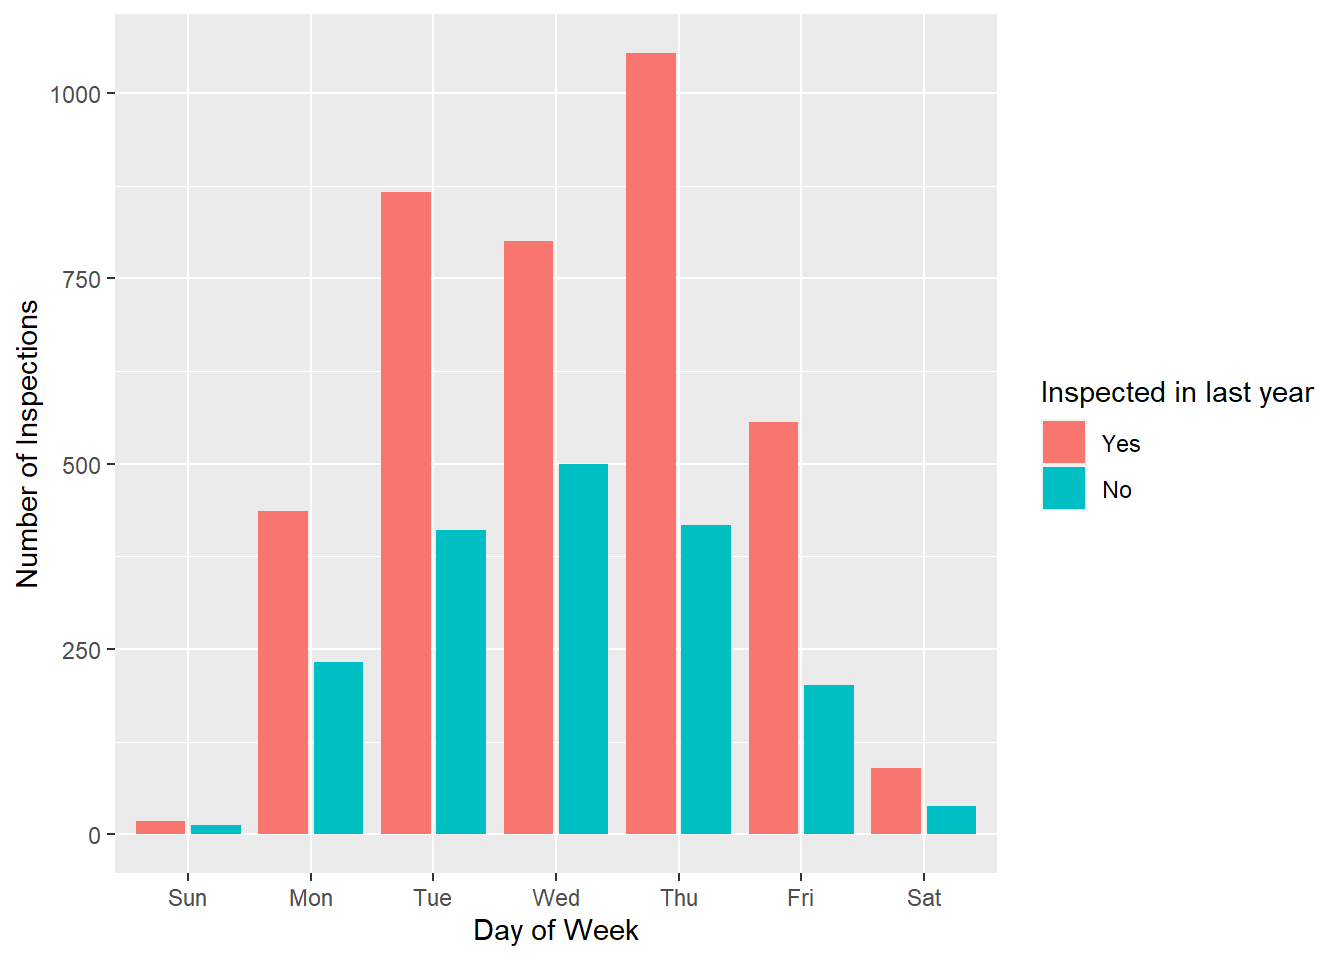 1000
750
500
250
0
Number of Inspections
Sun Mon Tue Wed Thu Fri Sat
Day of Week
Inspected in last year
Yes
No